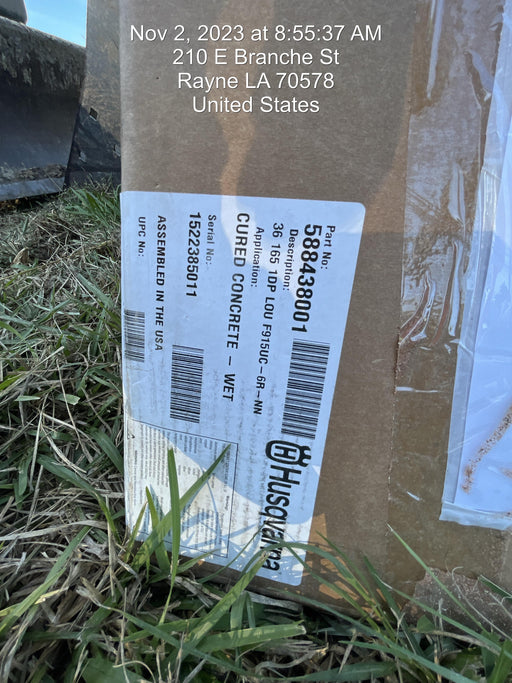 Nov 2, 2023 at 8:55:37 AM
210 E Branche St
Rayne LA 70578
United States
Part No:
588438001
Description:
36 165 1DP LOU F915UC-6R-NN
Application:
CURED CONCRETE - WET
Serial No:
1522385011
ASSEMBLED IN THE USA
UPC No:
Husqvarna